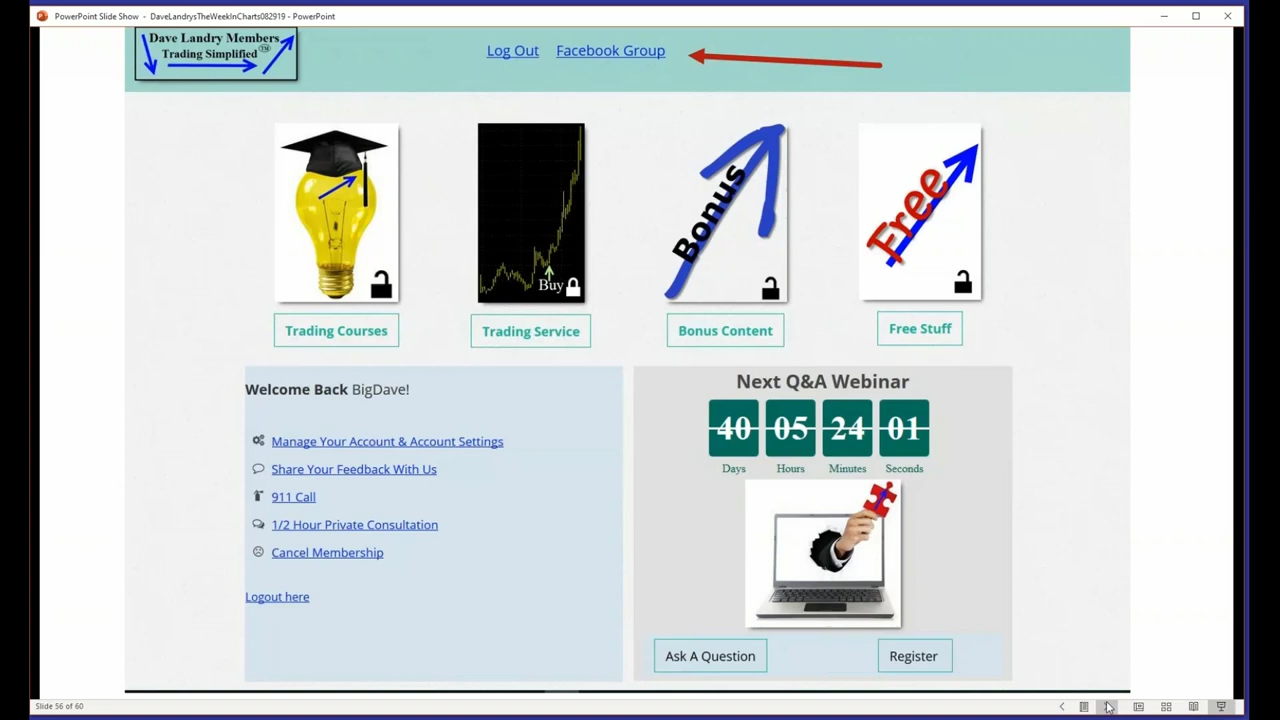 PowerPoint Slide Show - DaveLandrysTheWeekInCharts082919 - PowerPoint
Dave Landry Members
Trading Simplified TM
Log Out Facebook Group
Buy
Bonus
Free
Trading Courses
Trading Service
Bonus Content
Free Stuff
Welcome Back BigDave!
Manage Your Account & Account Settings
Share Your Feedback With Us
911 Call
1/2 Hour Private Consultation
Cancel Membership
Logout here
Next Q&A Webinar
40 05 24 01
Days Hours Minutes Seconds
Ask A Question
Register
Slide 56 of 60